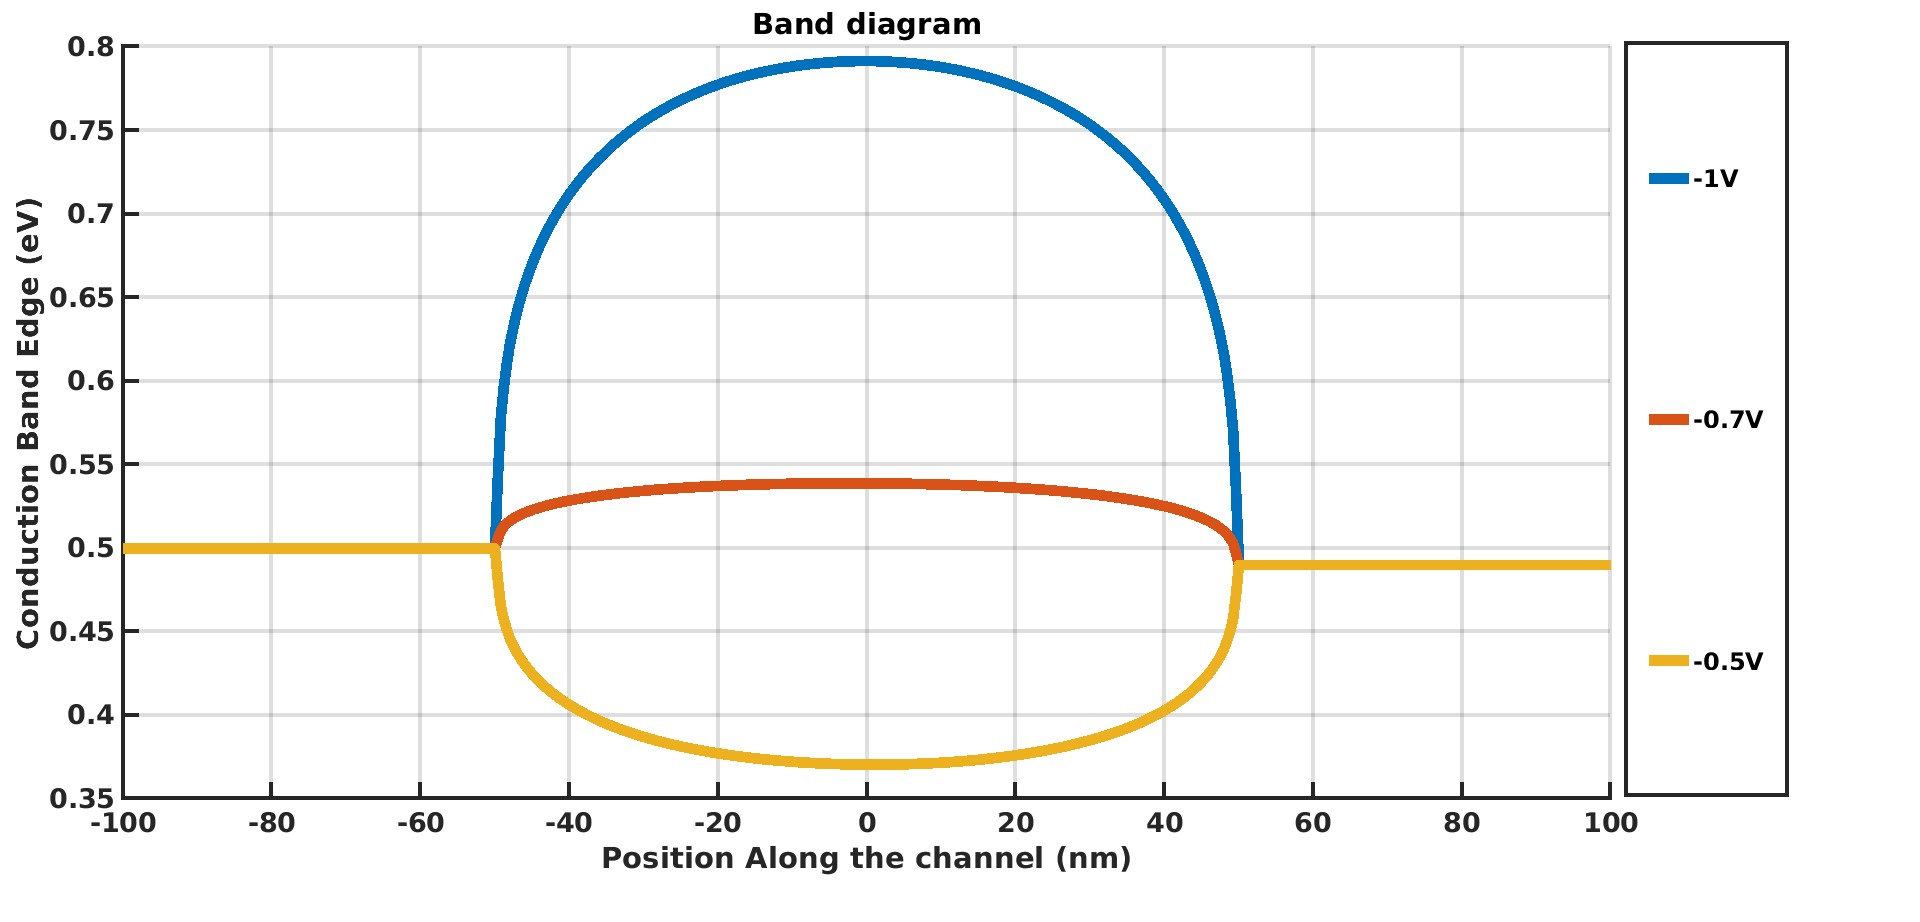 Band diagram
Conduction Band Edge (eV)
0.8
0.75
0.7
0.65
0.6
0.55
0.5
0.45
0.4
0.35
-100 -80 -60 -40 -20 0 20 40 60 80 100
Position Along the channel (nm)
-1V
-0.7V
-0.5V